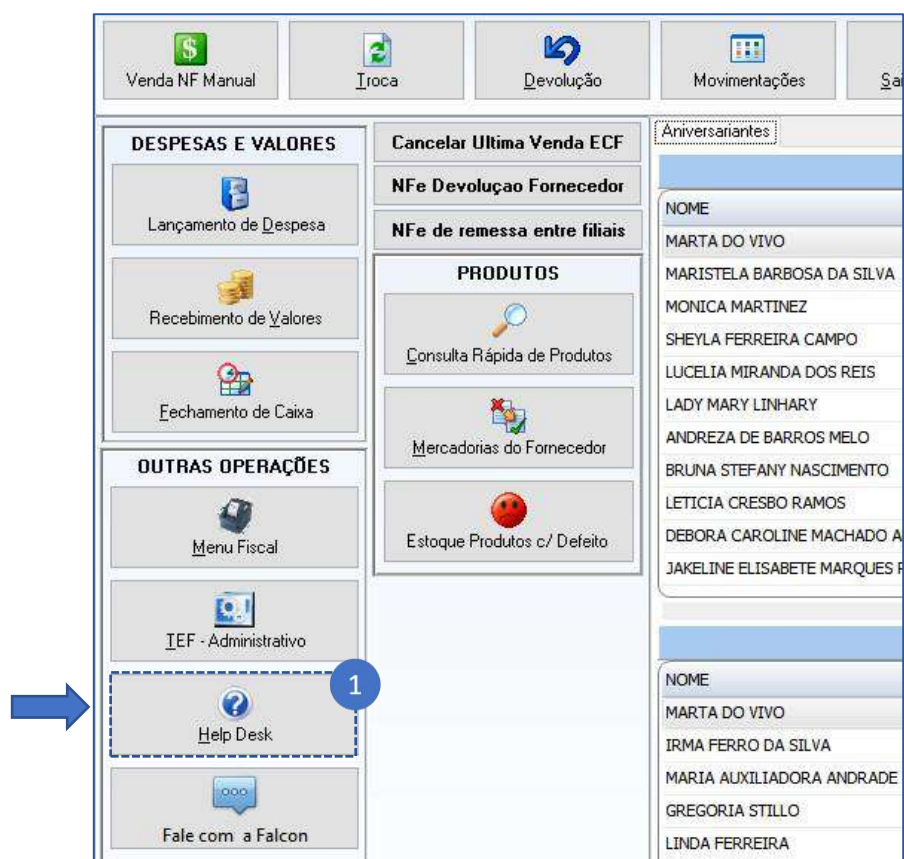 Venda NF Manual
Troca
Devolução
Movimentações
DESPESAS E VALORES
Lançamento de Despesa
Recebimento de Valores
Fechamento de Caixa
OUTRAS OPERAÇÕES
Menu Fiscal
TEF - Administrativo
1
Help Desk
Fale com a Falcon
Cancelar Ultima Venda ECF
NFe Devoluçao Fornecedor
NFe de remessa entre filiais
PRODUTOS
Consulta Rápida de Produtos
Mercadorias do Fornecedor
Estoque Produtos c/ Defeito
Aniversariantes
NOME
MARTA DO VIVO
MARISTELA BARBOSA DA SILVA
MONICA MARTINEZ
SHEYLA FERREIRA CAMPO
LUCELIA MIRANDA DOS REIS
LADY MARY LINHARY
ANDREZA DE BARROS MELO
BRUNA STEFANY NASCIMENTO
LETICIA CRESBO RAMOS
DEBORA CAROLINE MACHADO
JAKELINE ELISABETE MARQUES
NOME
MARTA DO VIVO
IRMA FERRO DA SILVA
MARIA AUXILIADORA ANDRADE
GREGORIA STILLO
LINDA FERREIRA